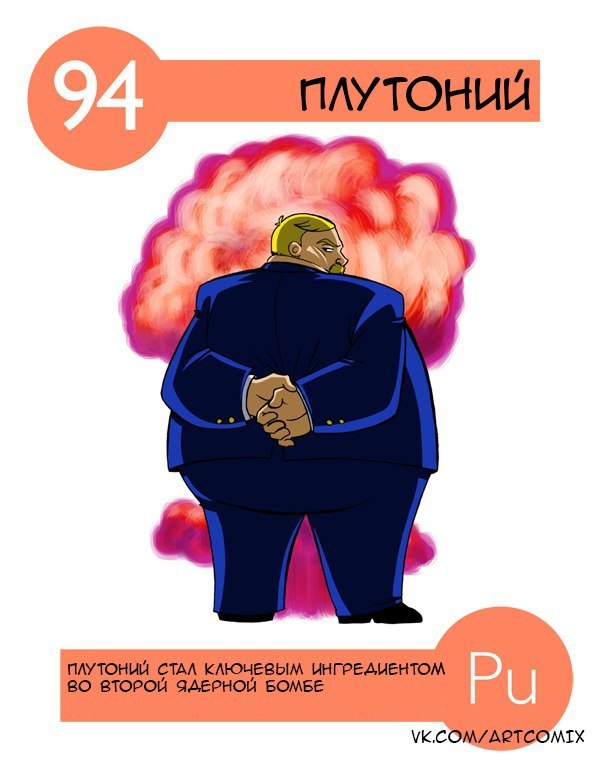 94
ПЛУТОНИЙ
ПЛУТОНИЙ СТАЛ КЛЮЧЕВЫМ ИНГРЕДИЕНТОМ
ВО ВТОРОЙ ЯДЕРНОЙ БОМБЕ
Pu
VK.COM/ARTCOMIX